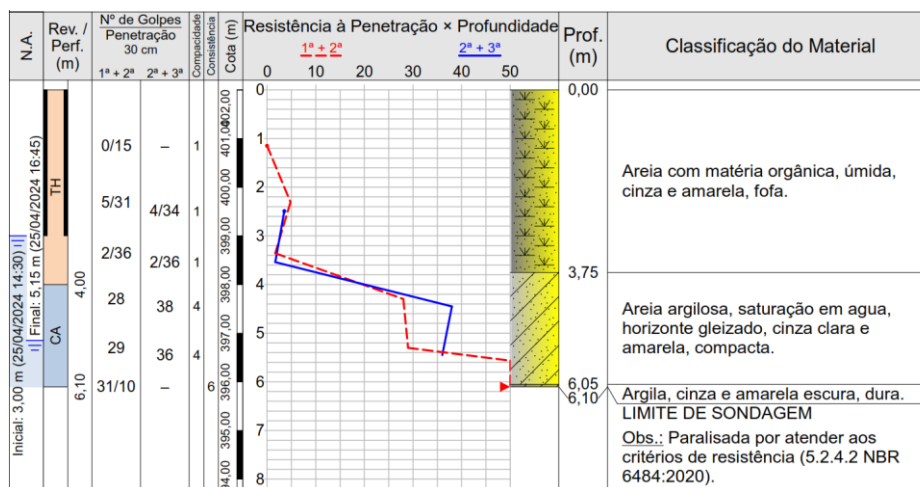 N.A.
Rev. /
Perf.
(m)
Nº de Golpes
Penetração
30 cm
1ª + 2ª
2ª + 3ª
Compacidade
Consistência
Cota (m)
Resistência à Penetração × Profundidade
1ª + 2ª
2ª + 3ª
0 10 20 30 40 50
Prof.
(m)
Classificação do Material
Inicial: 3,00 m (25/04/2024 14:30)
Final: 5,15 m (25/04/2024 16:45)
TH
4,00
CA
6,10
0/15 – 1
5/31 4/34 1
2/36 2/36 1
28 38 4
29 36 4
31/10 – 6
402,00
401,00
400,00
399,00
398,00
397,00
396,00
395,00
0
1
2
3
4
5
6
7
8
0,00
Areia com matéria orgânica, úmida,
cinza e amarela, fofa.
3,75
Areia argilosa, saturação em agua,
horizonte gleizado, cinza clara e
amarela, compacta.
6,05
Argila, cinza e amarela escura, dura.
6,10
LIMITE DE SONDAGEM
Obs.: Paralisada por atender aos
critérios de resistência (5.2.4.2 NBR
6484:2020).